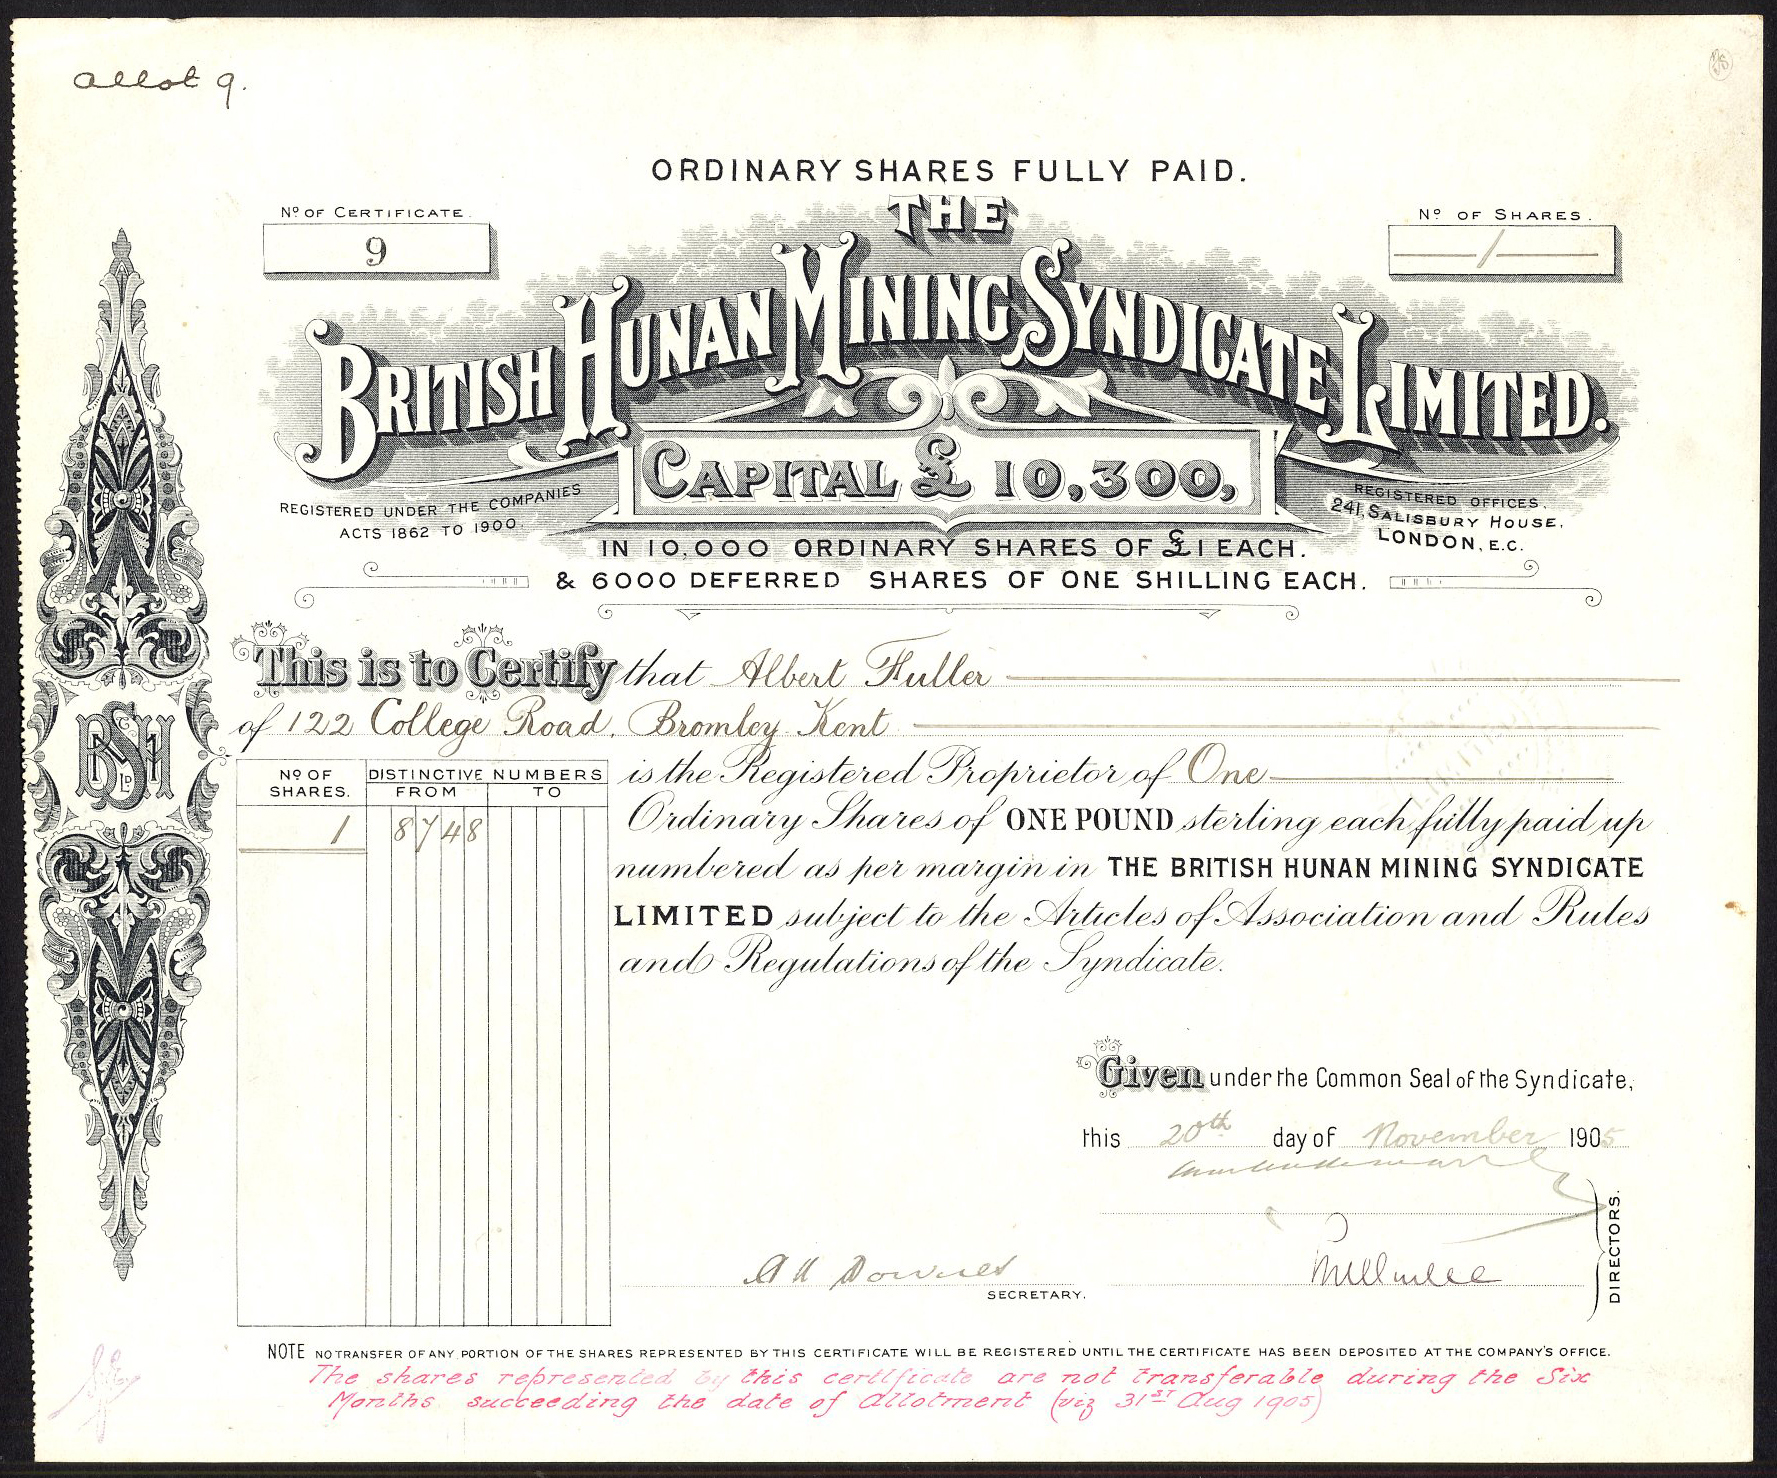 Allot 9.
ORDINARY SHARES FULLY PAID.
Nº OF CERTIFICATE.
9
Nº OF SHARES.
1
THE
BRITISH HUNAN MINING SYNDICATE LIMITED.
CAPITAL £ 10,300,
REGISTERED UNDER THE COMPANIES
ACTS 1862 TO 1900.
REGISTERED OFFICES.
241, SALISBURY HOUSE,
LONDON, E.C.
IN 10,000 ORDINARY SHARES OF £1 EACH.
& 6000 DEFERRED SHARES OF ONE SHILLING EACH.
This is to Certify that Albert Fuller
of 122 College Road, Bromley Kent
is the Registered Proprietor of One
Ordinary Shares of ONE POUND sterling each fully paid up
numbered as per margin in THE BRITISH HUNAN MINING SYNDICATE
LIMITED subject to the Articles of Association and Rules
and Regulations of the Syndicate.
Nº OF SHARES.
DISTINCTIVE NUMBERS
FROM TO
1 8748
BSH LD
Given under the Common Seal of the Syndicate,
this 20th day of November 1905
DIRECTORS.
A H Downes
SECRETARY.
NOTE NO TRANSFER OF ANY PORTION OF THE SHARES REPRESENTED BY THIS CERTIFICATE WILL BE REGISTERED UNTIL THE CERTIFICATE HAS BEEN DEPOSITED AT THE COMPANY'S OFFICE.
The shares represented by this certificate are not transferable during the Six
Months succeeding the date of Allotment (viz 31ST Aug 1905)